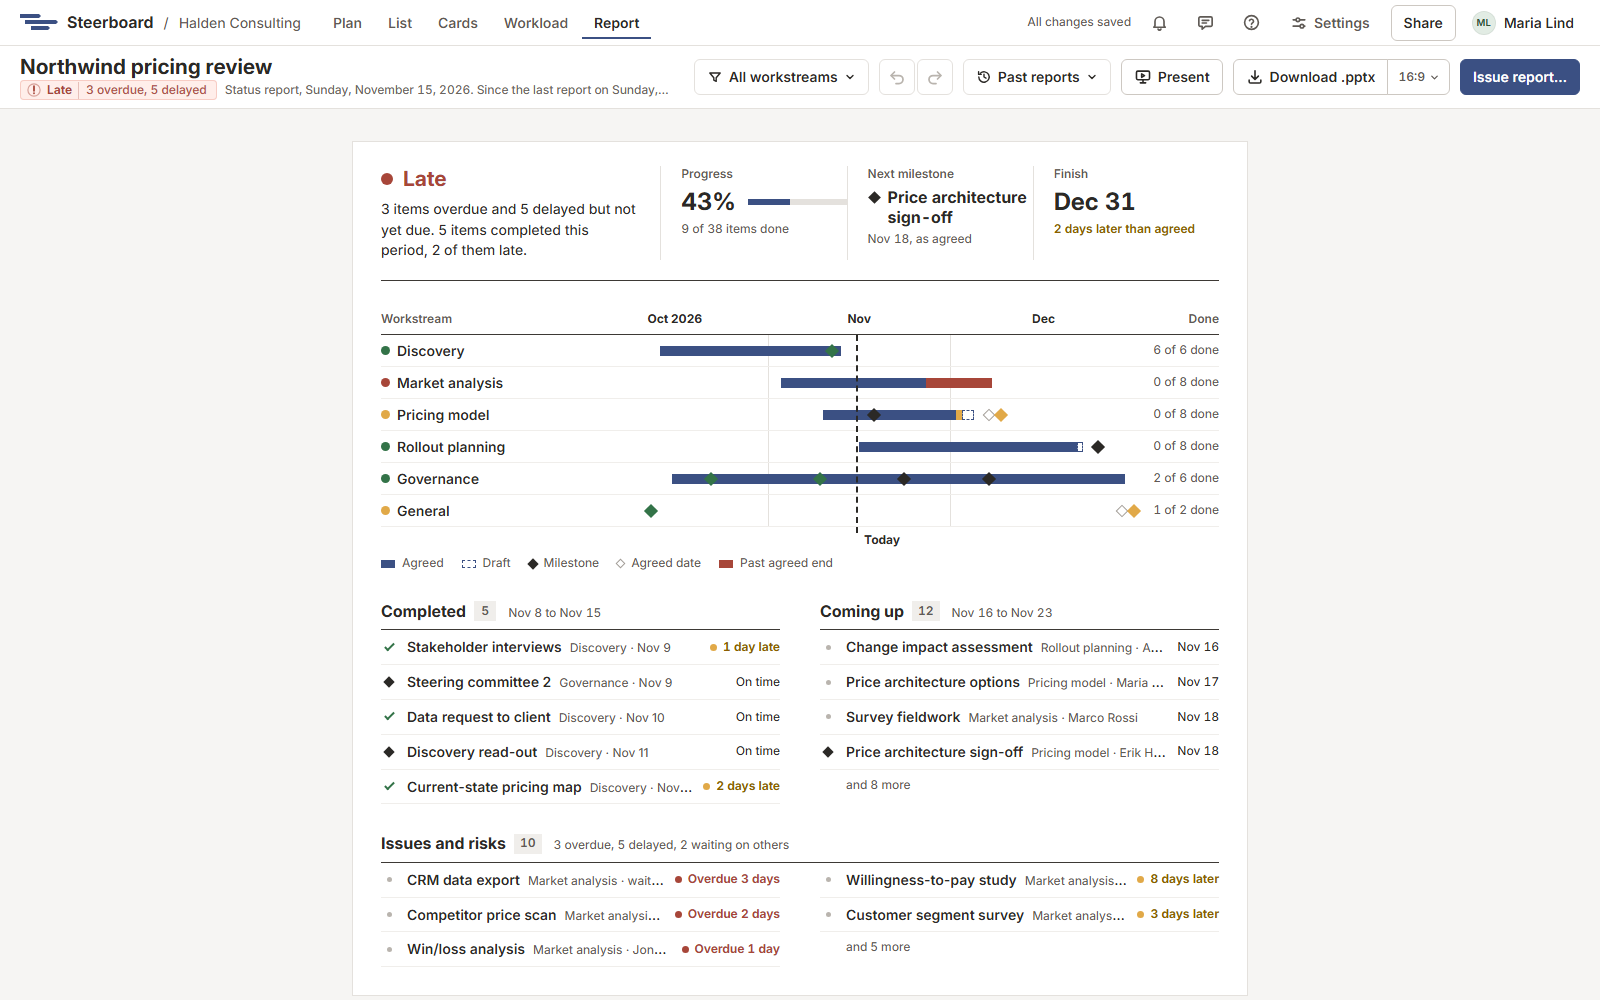 Steerboard / Halden Consulting Plan List Cards Workload Report All changes saved Settings Share ML Maria Lind
Northwind pricing review
Late 3 overdue, 5 delayed Status report, Sunday, November 15, 2026. Since the last report on Sunday,...
All workstreams Past reports Present Download .pptx 16:9 Issue report...
Late
3 items overdue and 5 delayed but not
yet due. 5 items completed this
period, 2 of them late.
Progress
43%
9 of 38 items done
Next milestone
Price architecture
sign-off
Nov 18, as agreed
Finish
Dec 31
2 days later than agreed
Workstream Oct 2026 Nov Dec Done
Discovery 6 of 6 done
Market analysis 0 of 8 done
Pricing model 0 of 8 done
Rollout planning 0 of 8 done
Governance 2 of 6 done
General 1 of 2 done
Today
Agreed Draft Milestone Agreed date Past agreed end
Completed 5 Nov 8 to Nov 15
Stakeholder interviews Discovery · Nov 9 1 day late
Steering committee 2 Governance · Nov 9 On time
Data request to client Discovery · Nov 10 On time
Discovery read-out Discovery · Nov 11 On time
Current-state pricing map Discovery · Nov... 2 days late
Coming up 12 Nov 16 to Nov 23
Change impact assessment Rollout planning · A... Nov 16
Price architecture options Pricing model · Maria ... Nov 17
Survey fieldwork Market analysis · Marco Rossi Nov 18
Price architecture sign-off Pricing model · Erik H... Nov 18
and 8 more
Issues and risks 10 3 overdue, 5 delayed, 2 waiting on others
CRM data export Market analysis · wait... Overdue 3 days
Competitor price scan Market analysi... Overdue 2 days
Win/loss analysis Market analysis · Jon... Overdue 1 day
Willingness-to-pay study Market analysis... 8 days later
Customer segment survey Market analys... 3 days later
and 5 more